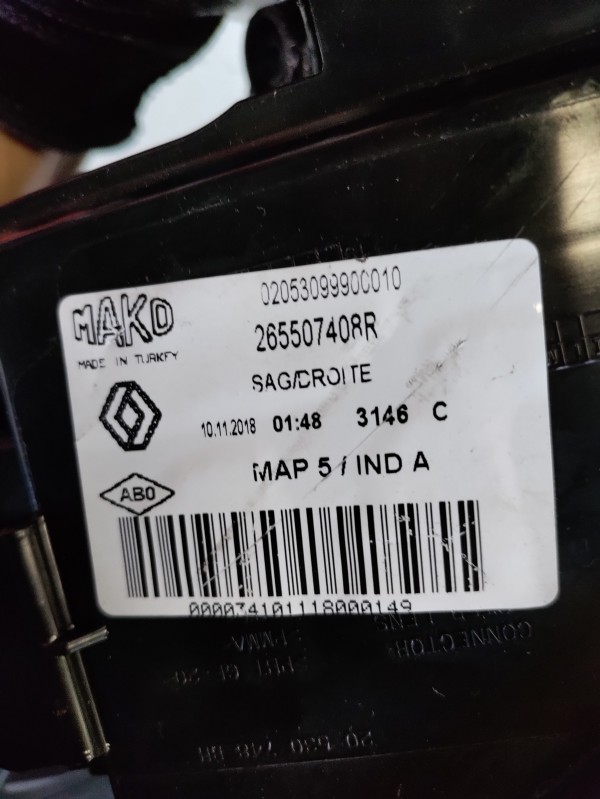 02053099900010
MAKO
265507408R
MADE IN TURKEY
SAG/DROITE
10.11.2018 01:48 3146 C
MAP 5 / IND A
ABO
000034101118000149
CONNECTOR